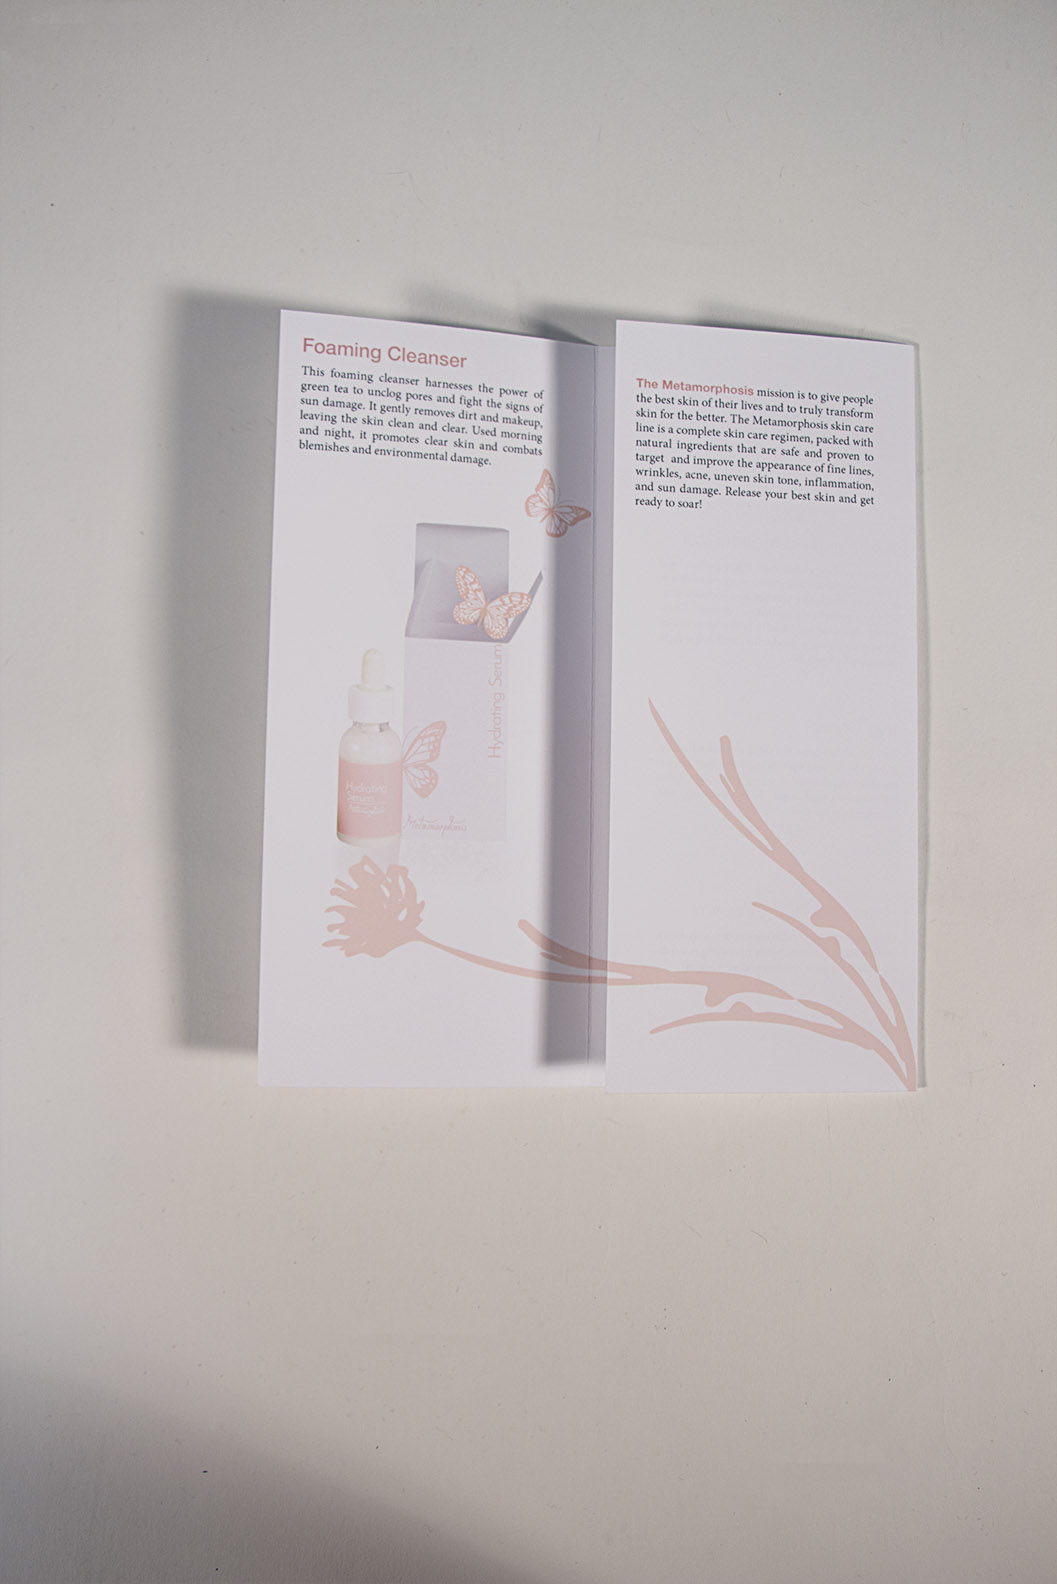 Foaming Cleanser
This foaming cleanser harnesses the power of
green tea to unclog pores and fight the signs of
sun damage. It gently removes dirt and makeup,
leaving the skin clean and clear. Used morning
and night, it promotes clear skin and combats
blemishes and environmental damage.
Hydrating Serum
Hydrating
Serum
Metamorphosis
Metamorphosis
The Metamorphosis mission is to give people
the best skin of their lives and to truly transform
skin for the better. The Metamorphosis skin care
line is a complete skin care regimen, packed with
natural ingredients that are safe and proven to
target and improve the appearance of fine lines,
wrinkles, acne, uneven skin tone, inflammation,
and sun damage. Release your best skin and get
ready to soar!